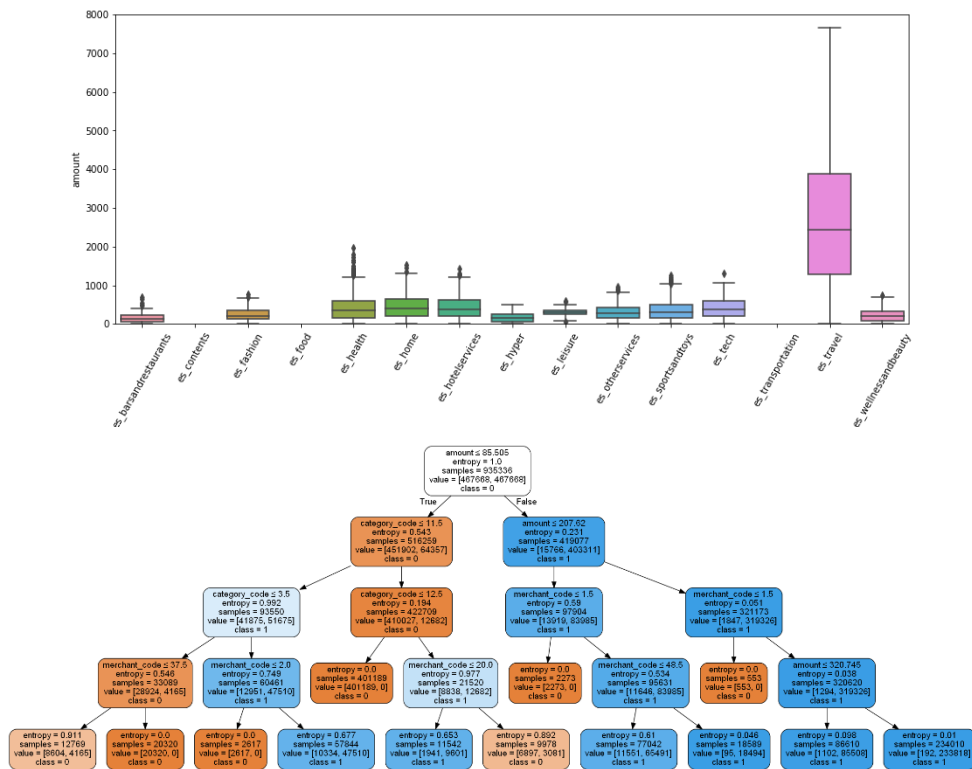 8000
7000
6000
5000
4000
3000
2000
1000
0
amount
es_barsandrestaurants
es_contents
es_fashion
es_food
es_health
es_home
es_hotelservices
es_hyper
es_leisure
es_otherservices
es_sportsandtoys
es_tech
es_transportation
es_travel
es_wellnessandbeauty
amount ≤ 85.505
entropy = 1.0
samples = 935336
value = [467668, 467668]
class = 0
True
False
category_code ≤ 11.5
entropy = 0.543
samples = 516259
value = [451902, 64357]
class = 0
amount ≤ 207.62
entropy = 0.231
samples = 419077
value = [15766, 403311]
class = 1
category_code ≤ 3.5
entropy = 0.992
samples = 93550
value = [41875, 51675]
class = 1
category_code ≤ 12.5
entropy = 0.194
samples = 422709
value = [410027, 12682]
class = 0
merchant_code ≤ 1.5
entropy = 0.59
samples = 97904
value = [13919, 83985]
class = 1
merchant_code ≤ 1.5
entropy = 0.051
samples = 321173
value = [1847, 319326]
class = 1
merchant_code ≤ 37.5
entropy = 0.546
samples = 33089
value = [28924, 4165]
class = 0
merchant_code ≤ 2.0
entropy = 0.749
samples = 60461
value = [12951, 47510]
class = 1
entropy = 0.0
samples = 401189
value = [401189, 0]
class = 0
merchant_code ≤ 20.0
entropy = 0.977
samples = 21520
value = [8838, 12682]
class = 1
entropy = 0.0
samples = 2273
value = [2273, 0]
class = 0
merchant_code ≤ 48.5
entropy = 0.534
samples = 95631
value = [11646, 83985]
class = 1
entropy = 0.0
samples = 553
value = [553, 0]
class = 0
amount ≤ 320.745
entropy = 0.038
samples = 320620
value = [1294, 319326]
class = 1
entropy = 0.911
samples = 12769
value = [8604, 4165]
class = 0
entropy = 0.0
samples = 20320
value = [20320, 0]
class = 0
entropy = 0.0
samples = 2617
value = [2617, 0]
class = 0
entropy = 0.677
samples = 57844
value = [10334, 47510]
class = 1
entropy = 0.653
samples = 11542
value = [1941, 9601]
class = 1
entropy = 0.892
samples = 9978
value = [6897, 3081]
class = 0
entropy = 0.61
samples = 77042
value = [11551, 65491]
class = 1
entropy = 0.046
samples = 18589
value = [95, 18494]
class = 1
entropy = 0.098
samples = 86610
value = [1102, 85508]
class = 1
entropy = 0.01
samples = 234010
value = [192, 233818]
class = 1